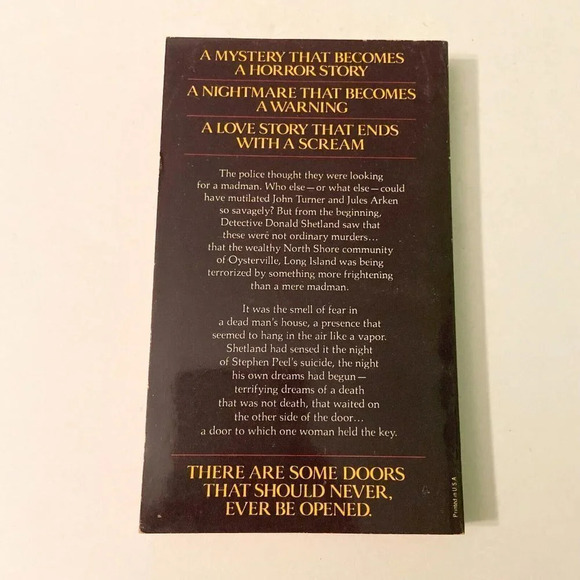 A MYSTERY THAT BECOMES
A HORROR STORY
A NIGHTMARE THAT BECOMES
A WARNING
A LOVE STORY THAT ENDS
WITH A SCREAM
The police thought they were looking
for a madman. Who else—or what else—could
have mutilated John Turner and Jules Arken
so savagely? But from the beginning,
Detective Donald Shetland saw that
these were not ordinary murders...
that the wealthy North Shore community
of Oysterville, Long Island was being
terrorized by something more frightening
than a mere madman.
It was the smell of fear in
a dead man's house, a presence that
seemed to hang in the air like a vapor.
Shetland had sensed it the night
of Stephen Peel's suicide, the night
his own dreams had begun—
terrifying dreams of a death
that was not death, that waited on
the other side of the door...
a door to which one woman held the key.
THERE ARE SOME DOORS
THAT SHOULD NEVER,
EVER BE OPENED.
Printed in U.S.A.